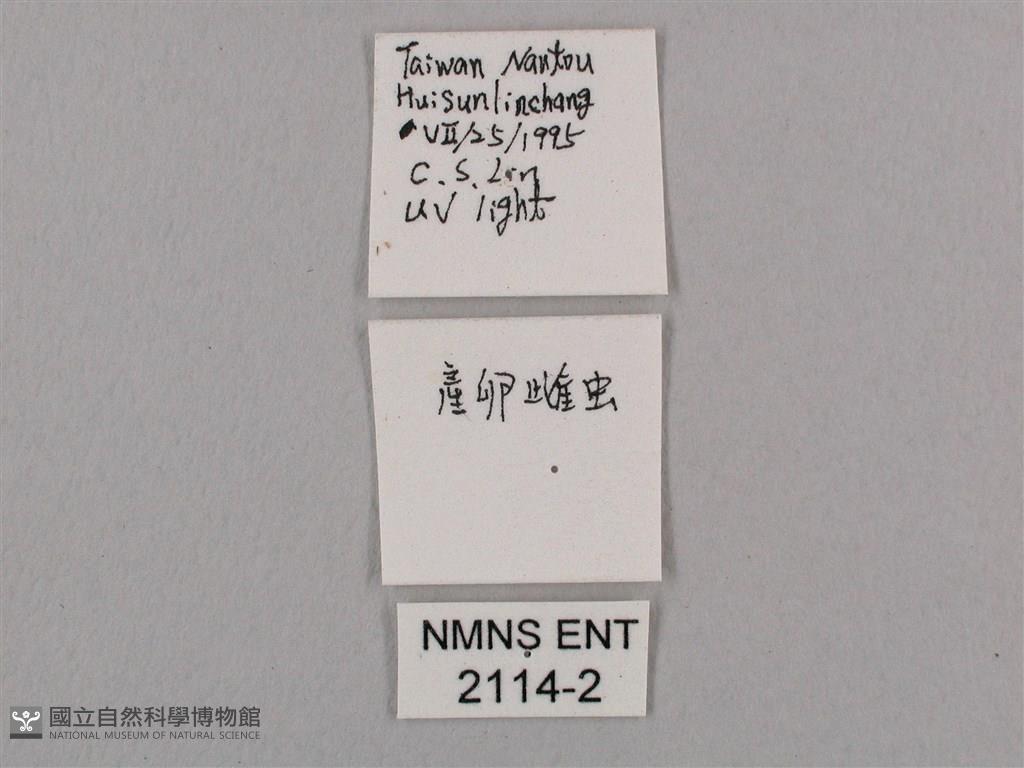 Taiwan Nantou
Huisunlinchang
VII/25/1995
C. S. Lin
UV light
產卵雌虫
NMNS ENT
2114-2
國立自然科學博物館
NATIONAL MUSEUM OF NATURAL SCIENCE